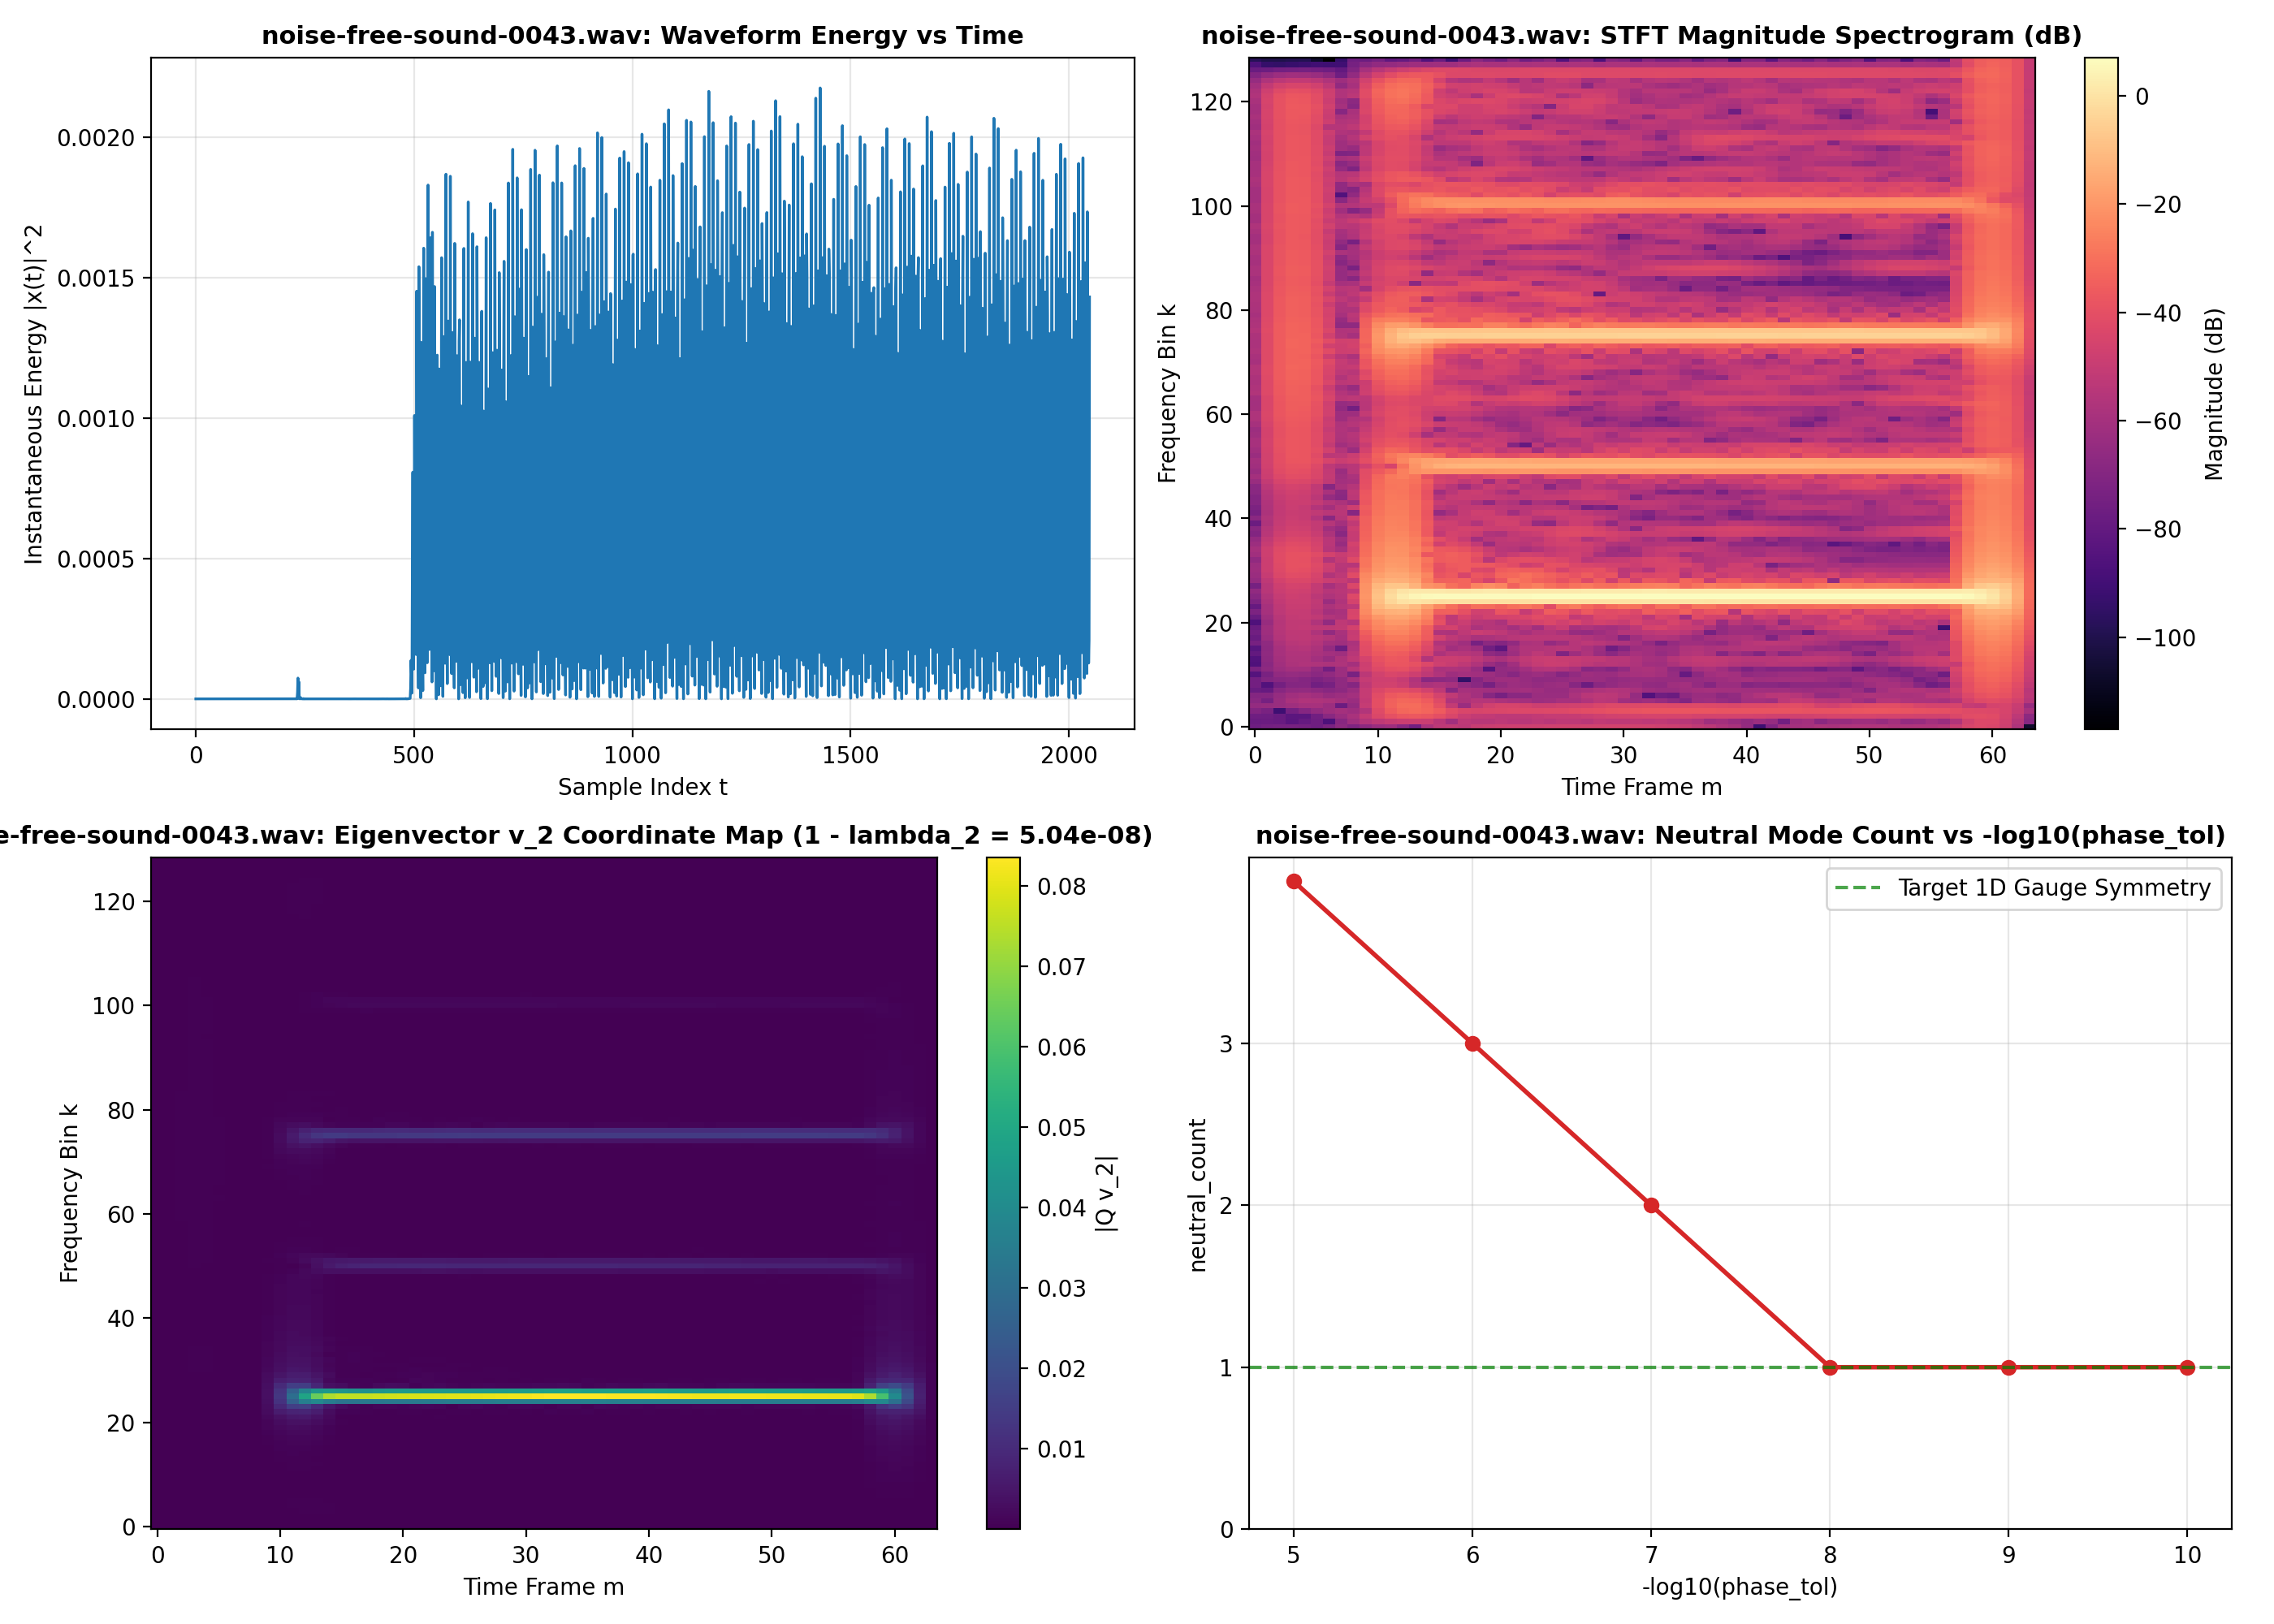 noise-free-sound-0043.wav: Waveform Energy vs Time
Instantaneous Energy |x(t)|^2
0.0020
0.0015
0.0010
0.0005
0.0000
0 500 1000 1500 2000
Sample Index t
noise-free-sound-0043.wav: STFT Magnitude Spectrogram (dB)
Frequency Bin k
120
100
80
60
40
20
0
0 10 20 30 40 50 60
Time Frame m
0
−20
−40
−60
−80
−100
Magnitude (dB)
e-free-sound-0043.wav: Eigenvector v_2 Coordinate Map (1 - lambda_2 = 5.04e-08)
Frequency Bin k
120
100
80
60
40
20
0
0 10 20 30 40 50 60
Time Frame m
0.08
0.07
0.06
0.05
0.04
0.03
0.02
0.01
|Q v_2|
noise-free-sound-0043.wav: Neutral Mode Count vs -log10(phase_tol)
Target 1D Gauge Symmetry
neutral_count
3
2
1
0
5 6 7 8 9 10
-log10(phase_tol)